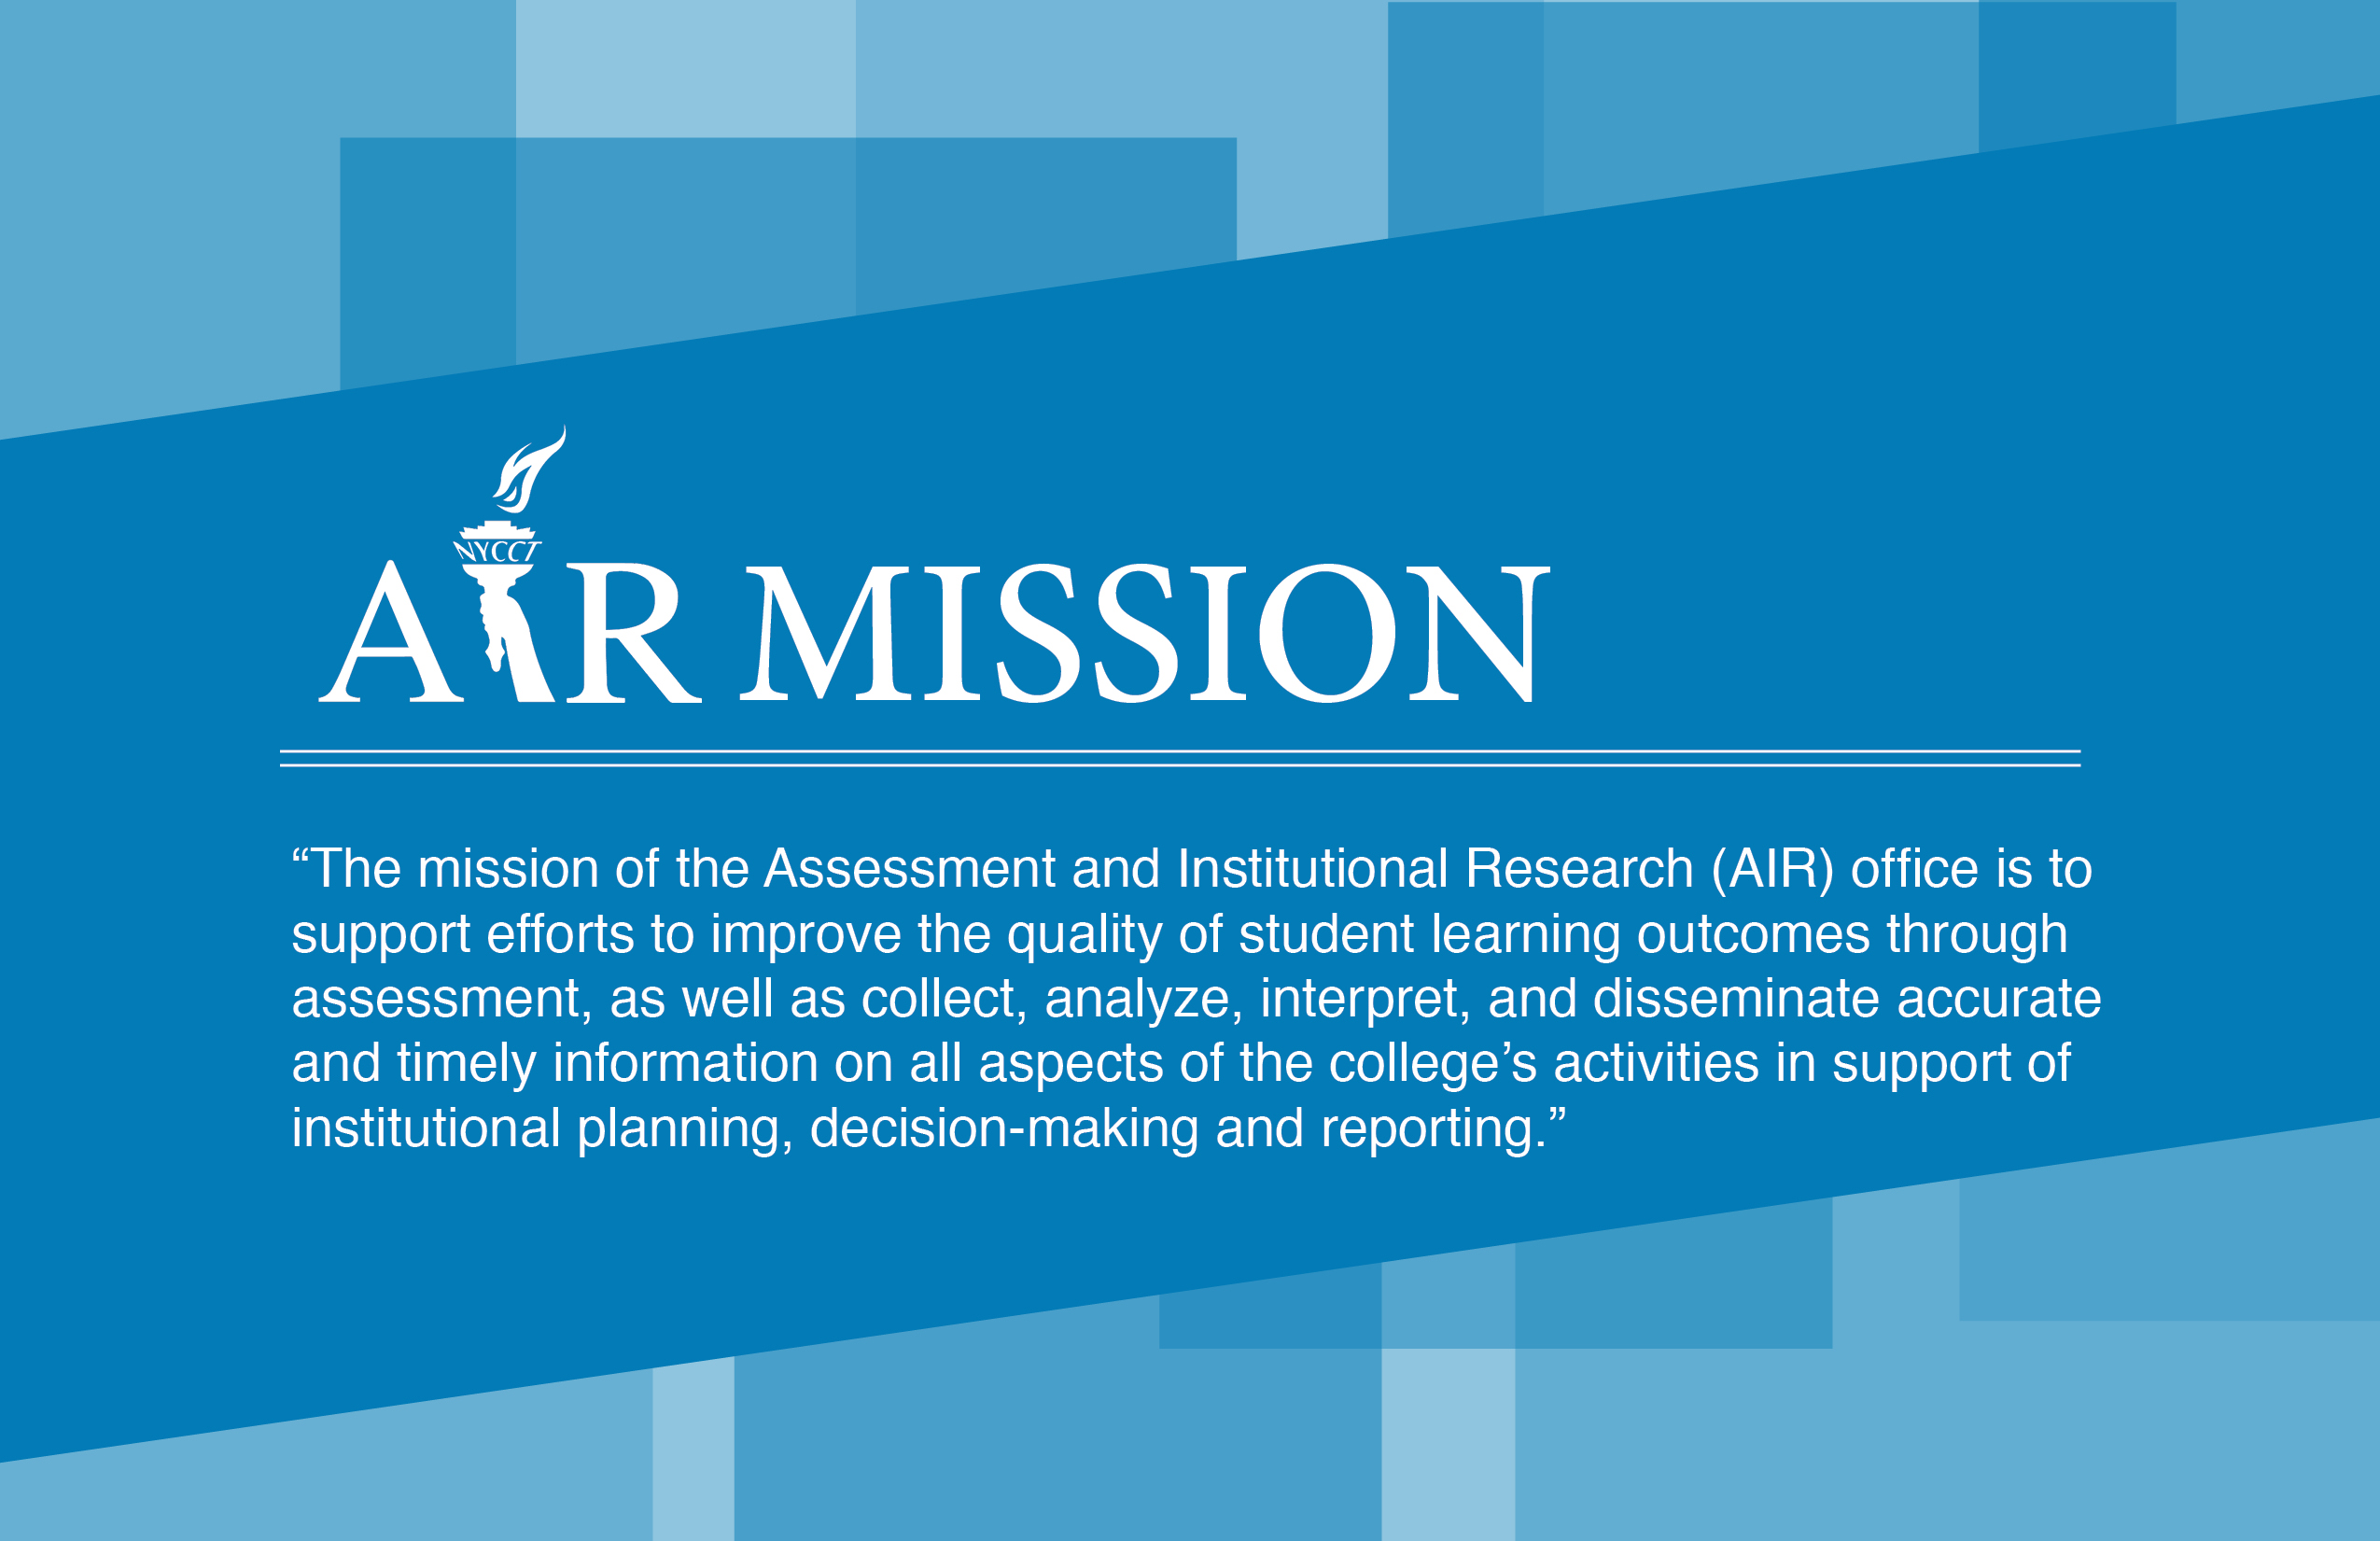 NYCCT
AIR MISSION
“The mission of the Assessment and Institutional Research (AIR) office is to
support efforts to improve the quality of student learning outcomes through
assessment, as well as collect, analyze, interpret, and disseminate accurate
and timely information on all aspects of the college’s activities in support of
institutional planning, decision-making and reporting.”